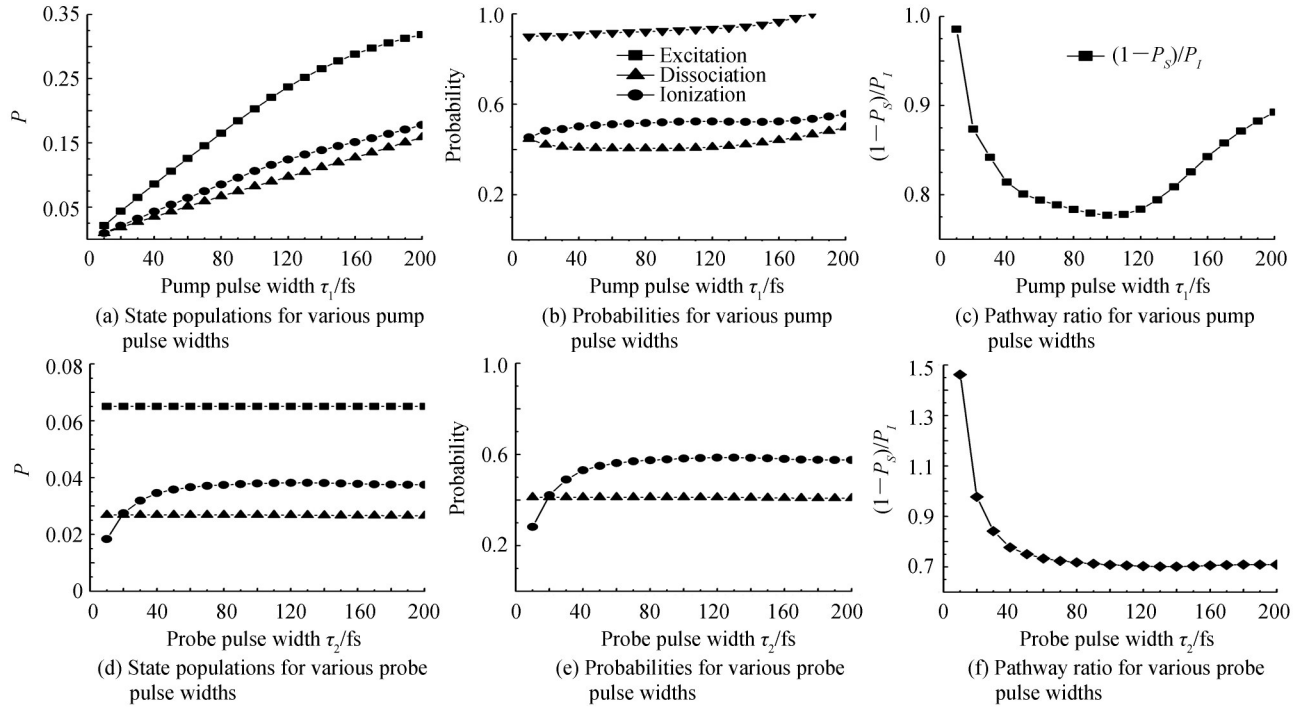 0.35
0.25
0.15
0.05
P
0 40 80 120 160 200
Pump pulse width τ1/fs
(a) State populations for various pump
pulse widths
1.0
0.6
0.4
0.2
Probability
Excitation
Dissociation
Ionization
0 40 80 120 160 200
Pump pulse width τ1/fs
(b) Probabilities for various pump
pulse widths
1.0
0.9
0.8
(1−PS)/PI
(1−PS)/PI
0 40 80 120 160 200
Pump pulse width τ1/fs
(c) Pathway ratio for various pump
pulse widths
0.08
0.06
0.04
0.02
0
P
0 40 80 120 160 200
Probe pulse width τ2/fs
(d) State populations for various probe
pulse widths
1.0
0.6
0.4
0.2
Probability
0 40 80 120 160 200
Probe pulse width τ2/fs
(e) Probabilities for various probe
pulse widths
1.5
1.3
1.1
0.9
0.7
(1−PS)/PI
0 40 80 120 160 200
Probe pulse width τ2/fs
(f) Pathway ratio for various probe
pulse widths